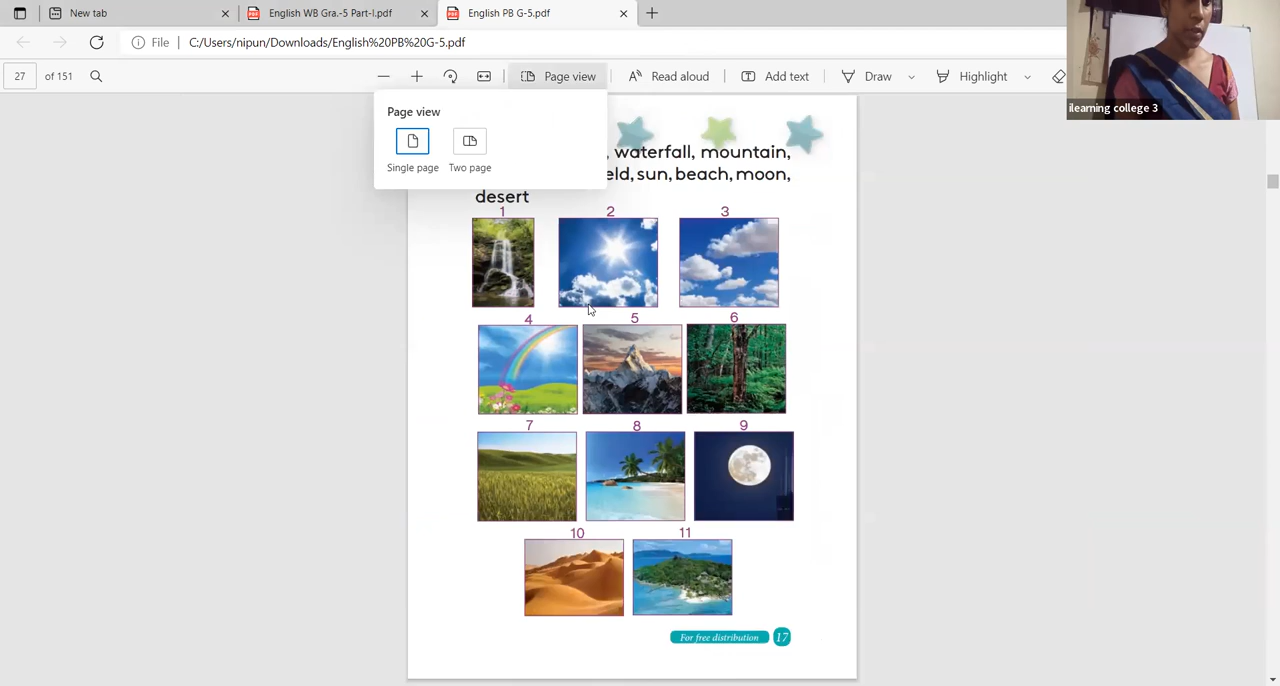 New tab
English WB Gra.-5 Part-I.pdf
English PB G-5.pdf
File
C:/Users/nipun/Downloads/English%20PB%20G-5.pdf
27 of 151
Page view
Read aloud
Add text
Draw
Highlight
ilearning college 3
Page view
Single page
Two page
, waterfall, mountain,
eld, sun, beach, moon,
desert
1
2
3
4
5
6
7
8
9
10
11
For free distribution 17